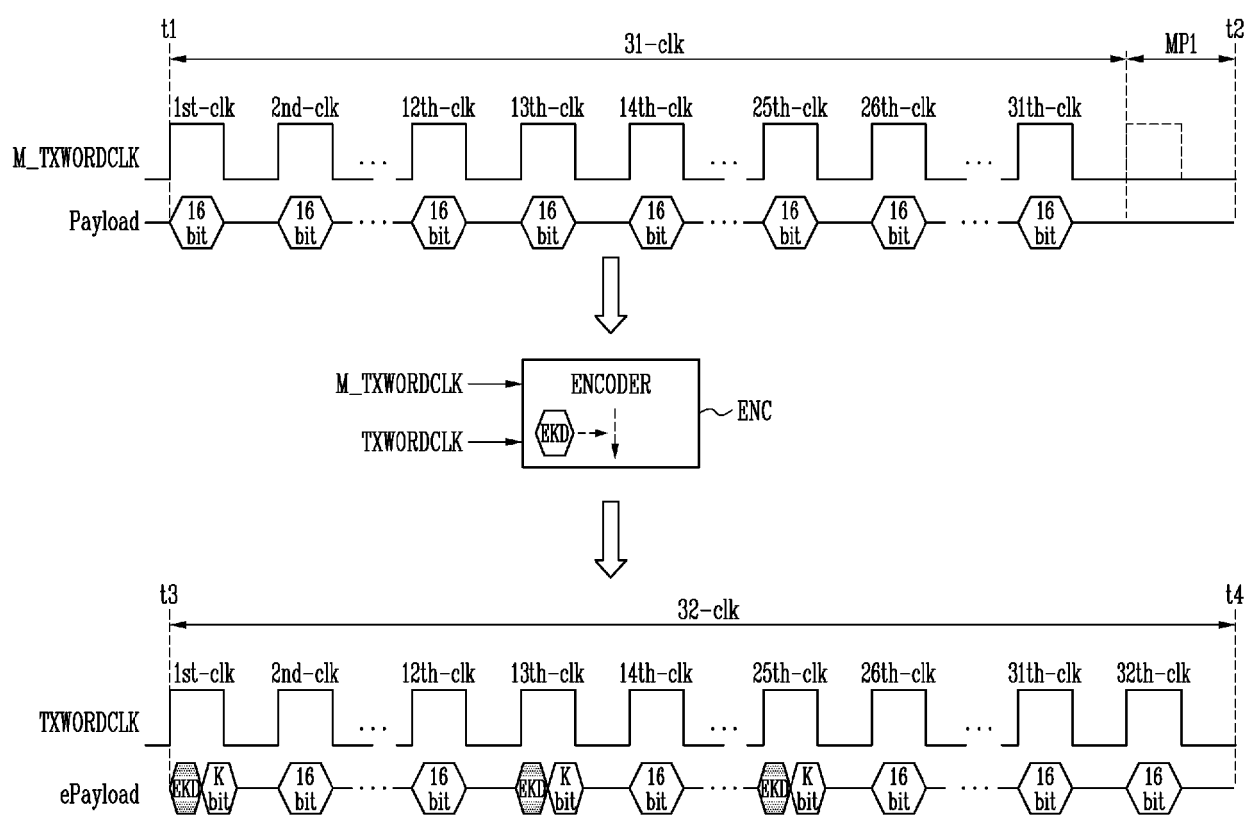 t1
t2
31-clk
MP1
1st-clk 2nd-clk 12th-clk 13th-clk 14th-clk 25th-clk 26th-clk 31th-clk
M_TXWORDCLK
Payload
16 bit
16 bit
16 bit
16 bit
16 bit
16 bit
16 bit
16 bit
M_TXWORDCLK
ENCODER
EKD
ENC
TXWORDCLK
t3
t4
32-clk
1st-clk 2nd-clk 12th-clk 13th-clk 14th-clk 25th-clk 26th-clk 31th-clk 32th-clk
TXWORDCLK
ePayload
EKD
K bit
16 bit
16 bit
EKD
K bit
16 bit
EKD
K bit
16 bit
16 bit
16 bit